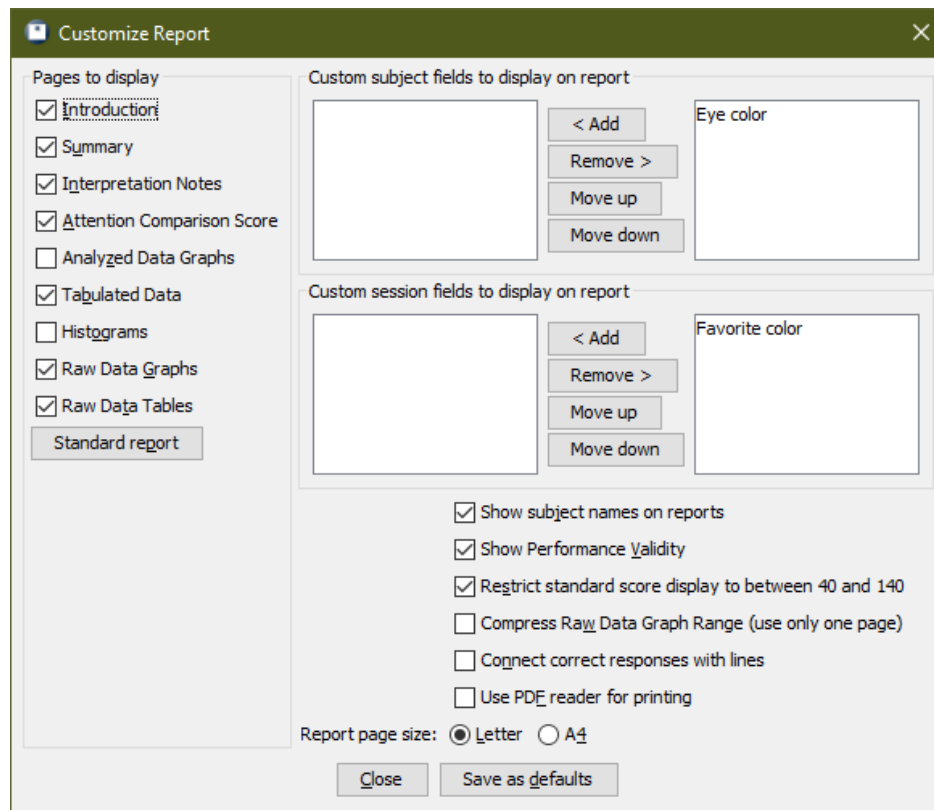 Customize Report
Pages to display
Introduction
Summary
Interpretation Notes
Attention Comparison Score
Analyzed Data Graphs
Tabulated Data
Histograms
Raw Data Graphs
Raw Data Tables
Standard report
Custom subject fields to display on report
< Add
Remove >
Move up
Move down
Eye color
Custom session fields to display on report
< Add
Remove >
Move up
Move down
Favorite color
Show subject names on reports
Show Performance Validity
Restrict standard score display to between 40 and 140
Compress Raw Data Graph Range (use only one page)
Connect correct responses with lines
Use PDF reader for printing
Report page size: Letter A4
Close Save as defaults